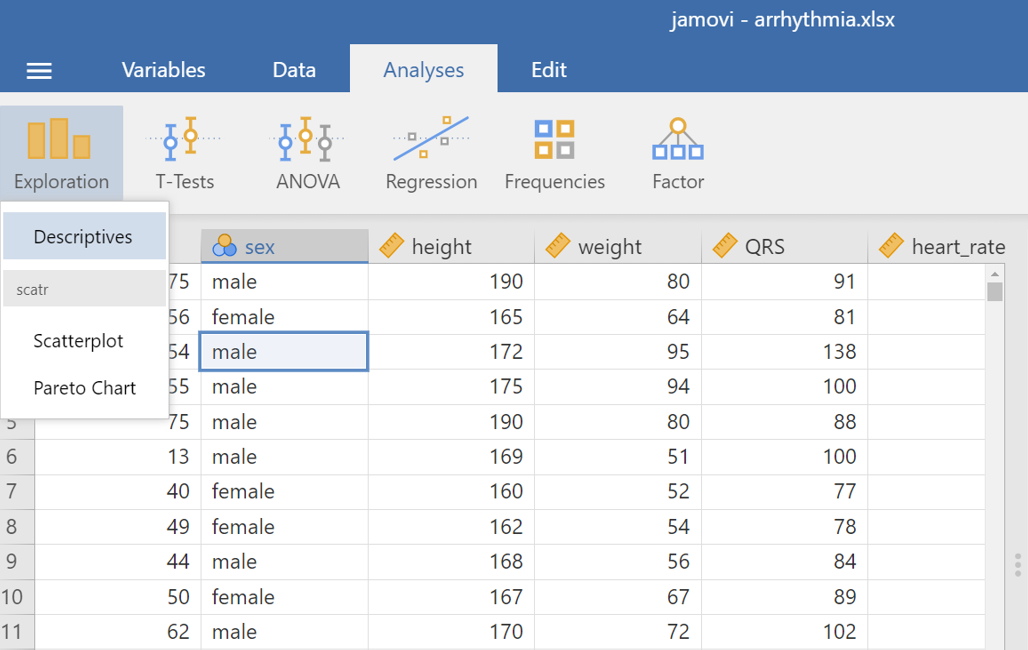 jamovi - arrhythmia.xlsx
Variables Data Analyses Edit
Exploration T-Tests ANOVA Regression Frequencies Factor
Descriptives
scatr
Scatterplot
Pareto Chart
sex height weight QRS heart_rate
75 male 190 80 91
56 female 165 64 81
54 male 172 95 138
55 male 175 94 100
5 75 male 190 80 88
6 13 male 169 51 100
7 40 female 160 52 77
8 49 female 162 54 78
9 44 male 168 56 84
10 50 female 167 67 89
11 62 male 170 72 102